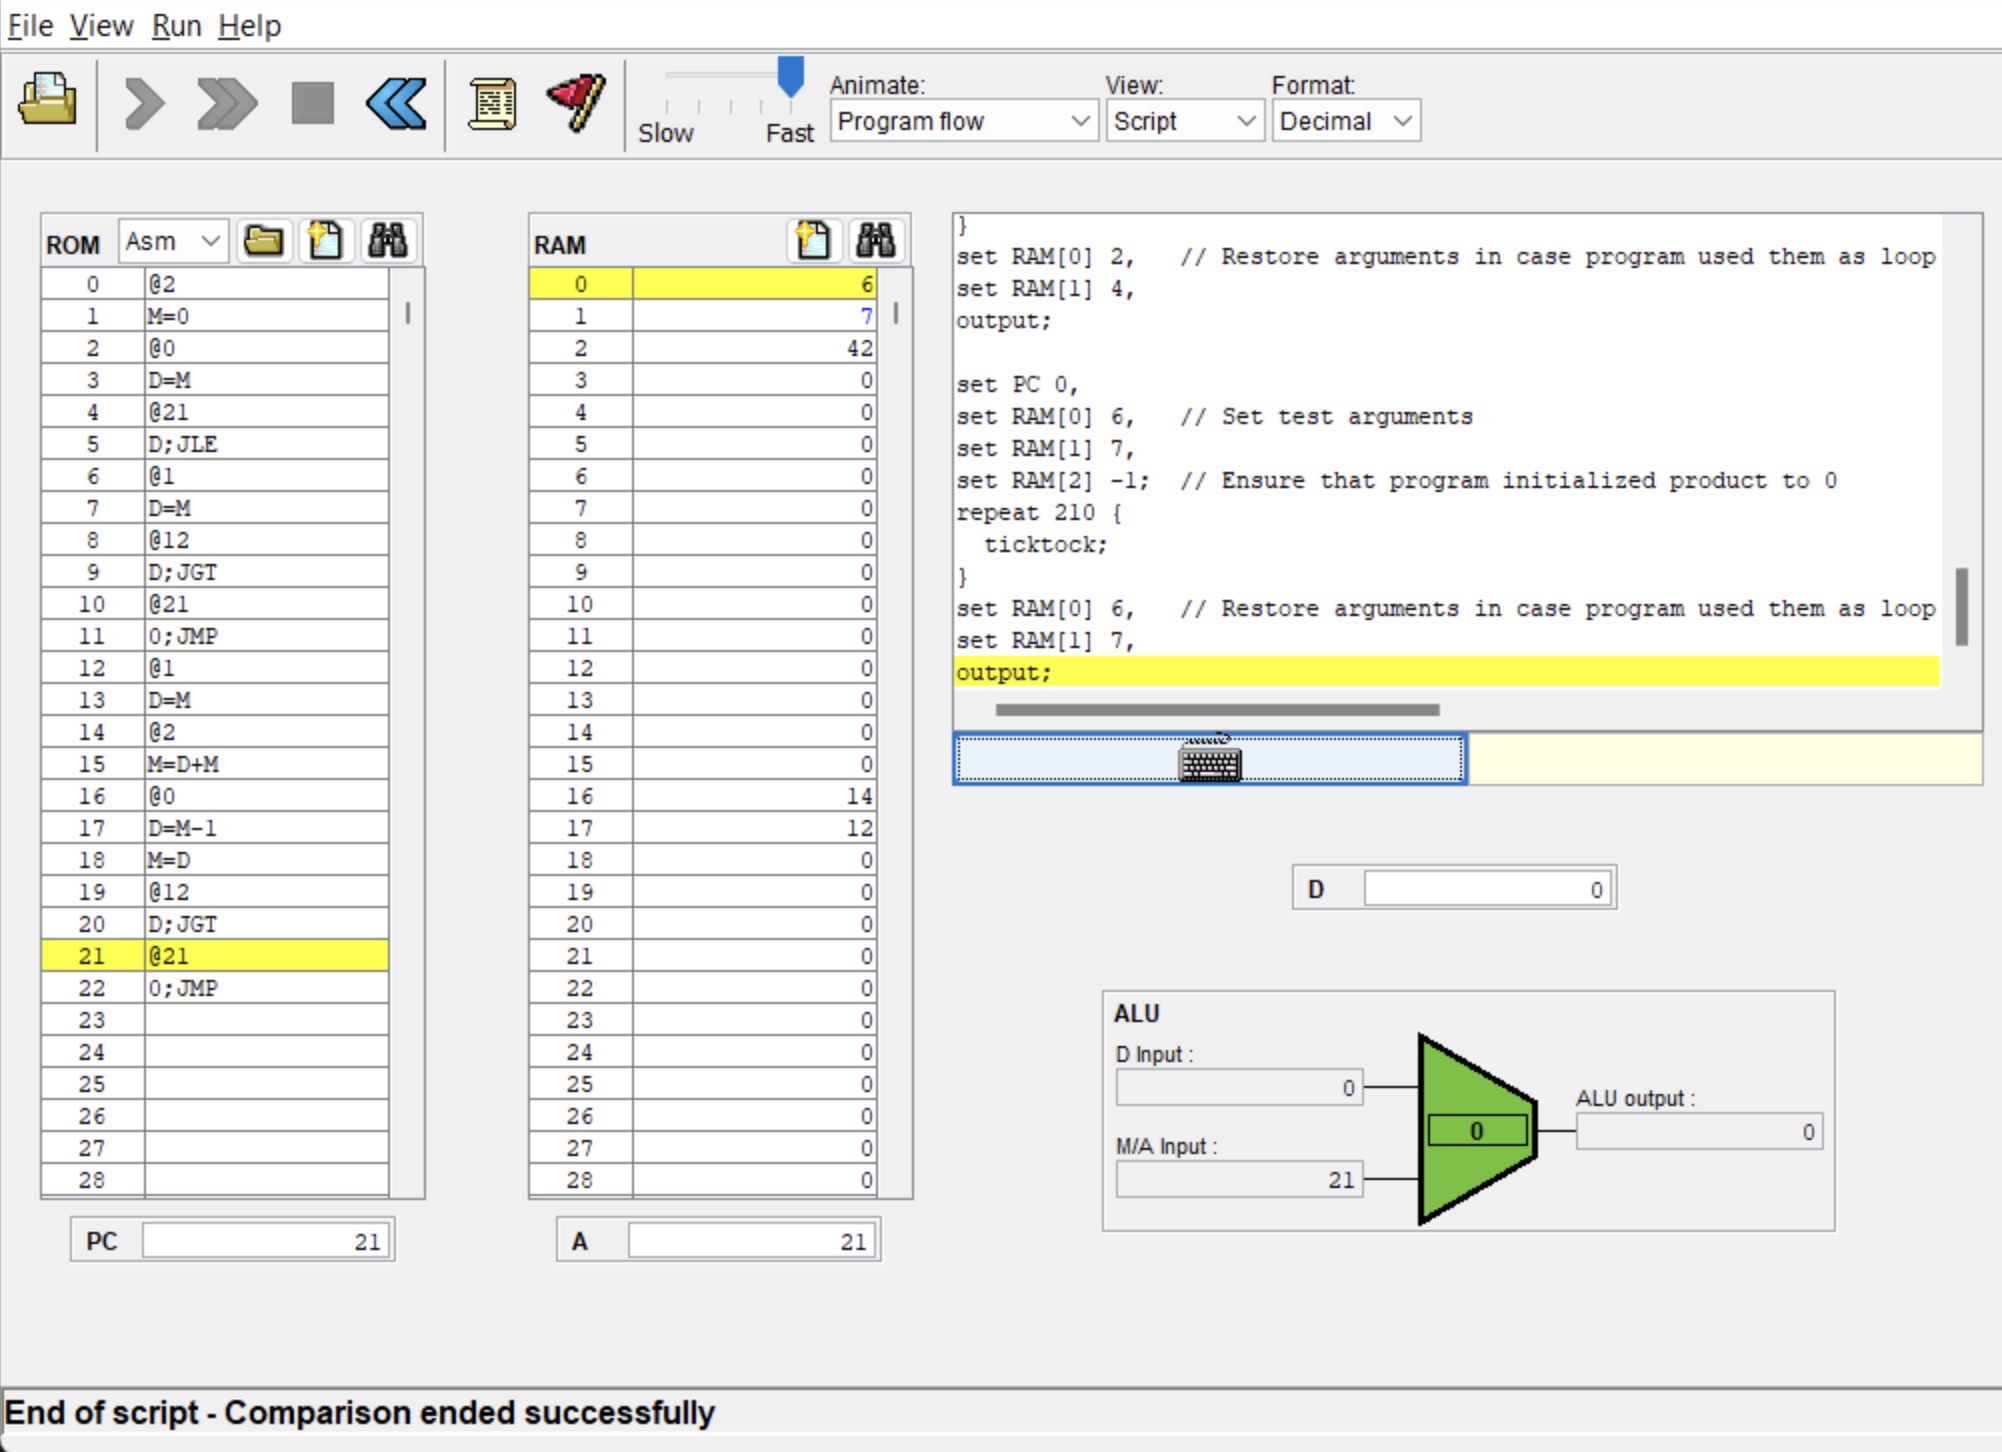 File View Run Help
Slow Fast
Animate: View: Format:
Program flow Script Decimal
ROM Asm
0 @2
1 M=0
2 @0
3 D=M
4 @21
5 D;JLE
6 @1
7 D=M
8 @12
9 D;JGT
10 @21
11 0;JMP
12 @1
13 D=M
14 @2
15 M=D+M
16 @0
17 D=M-1
18 M=D
19 @12
20 D;JGT
21 @21
22 0;JMP
23
24
25
26
27
28
PC 21
RAM
0 6
1 7
2 42
3 0
4 0
5 0
6 0
7 0
8 0
9 0
10 0
11 0
12 0
13 0
14 0
15 0
16 14
17 12
18 0
19 0
20 0
21 0
22 0
23 0
24 0
25 0
26 0
27 0
28 0
A 21
}
set RAM[0] 2,   // Restore arguments in case program used them as loop
set RAM[1] 4,
output;
set PC 0,
set RAM[0] 6,   // Set test arguments
set RAM[1] 7,
set RAM[2] -1;  // Ensure that program initialized product to 0
repeat 210 {
  ticktock;
}
set RAM[0] 6,   // Restore arguments in case program used them as loop
set RAM[1] 7,
output;
D 0
ALU
D Input :
0
M/A Input :
21
0
ALU output :
0
End of script - Comparison ended successfully